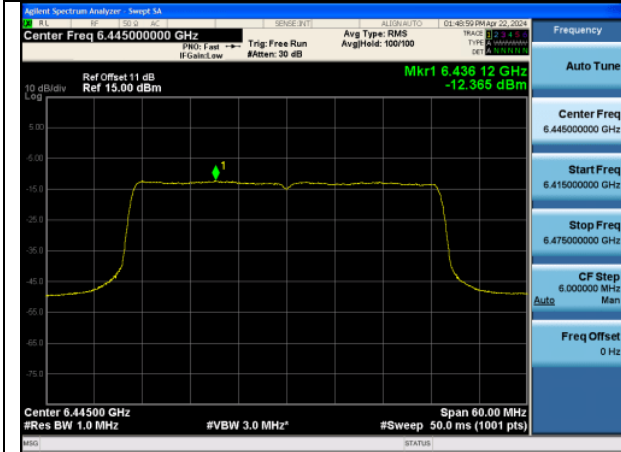 Agilent Spectrum Analyzer - Swept SA
RL RF 50 Ω AC SENSE:INT ALIGN AUTO 01:48:59 PM Apr 22, 2024
Center Freq 6.445000000 GHz
PNO: Fast Trig: Free Run Avg Type: RMS TRACE 1 2 3 4 5 6
IFGain:Low #Atten: 30 dB Avg|Hold: 100/100 TYPE A
DET A N N N N N
Frequency
Auto Tune
Mkr1 6.436 12 GHz
-12.365 dBm
Ref Offset 11 dB
10 dB/div Ref 15.00 dBm
Log
5.00
-5.00
-15.0
-25.0
-35.0
-45.0
-55.0
-65.0
-75.0
1
Center 6.44500 GHz Span 60.00 MHz
#Res BW 1.0 MHz #VBW 3.0 MHz* #Sweep 50.0 ms (1001 pts)
Center Freq
6.445000000 GHz
Start Freq
6.415000000 GHz
Stop Freq
6.475000000 GHz
CF Step
6.000000 MHz
Auto Man
Freq Offset
0 Hz
MSG STATUS